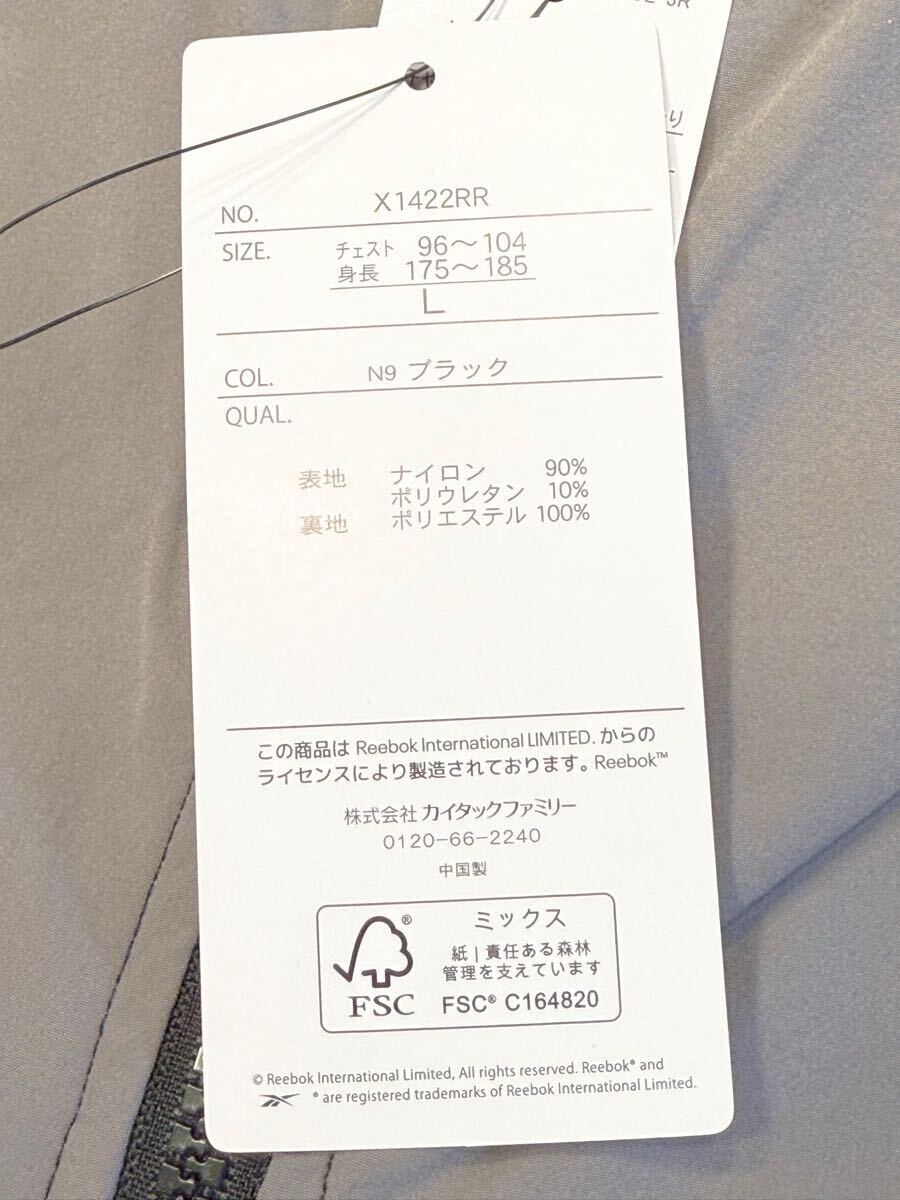 り
NO. X1422RR
SIZE. チェスト 96〜104
身長 175〜185
L
COL. N9 ブラック
QUAL.
表地 ナイロン 90%
ポリウレタン 10%
裏地 ポリエステル 100%
この商品は Reebok International LIMITED. からの
ライセンスにより製造されております。Reebok™
株式会社 カイタックファミリー
0120-66-2240
中国製
ミックス
紙 | 責任ある森林
管理を支えています
FSC® C164820
®
FSC
© Reebok International Limited, All rights reserved. Reebok® and
® are registered trademarks of Reebok International Limited.